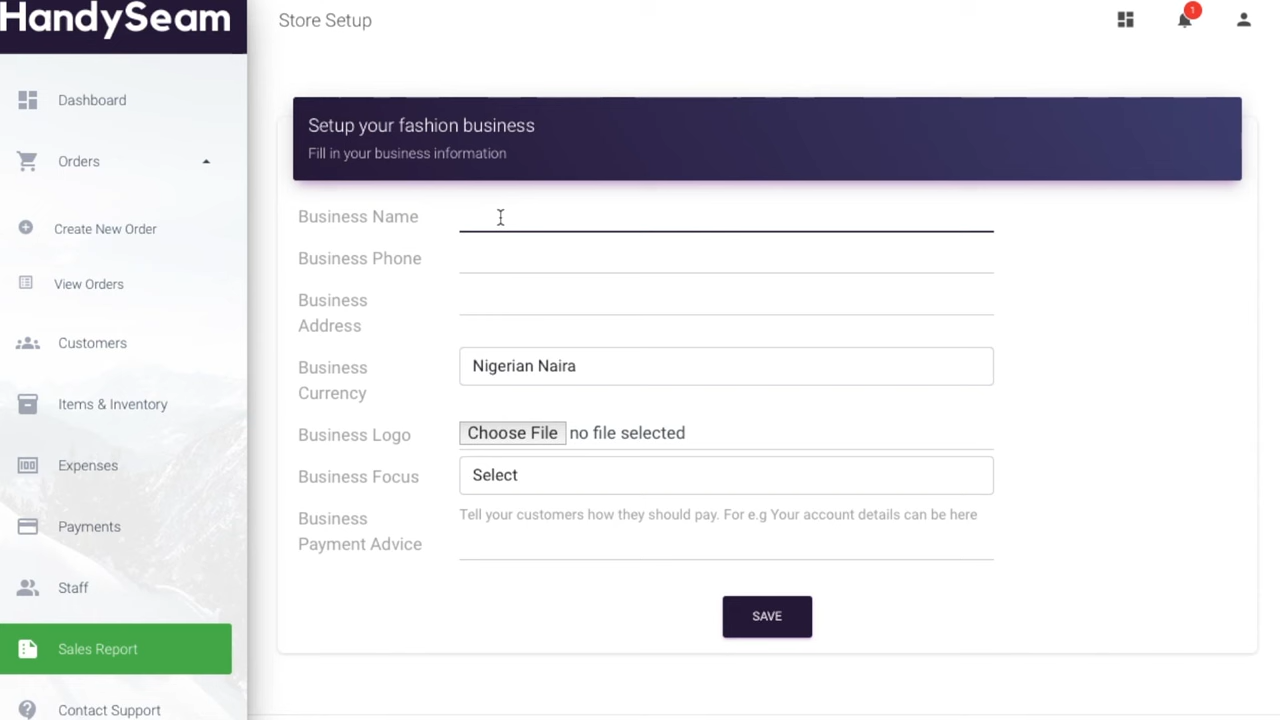 HandySeam
Store Setup
1
Dashboard
Orders
Create New Order
View Orders
Customers
Items & Inventory
Expenses
Payments
Staff
Sales Report
Contact Support
Setup your fashion business
Fill in your business information
Business Name
Business Phone
Business
Address
Business
Currency
Nigerian Naira
Business Logo
Choose File no file selected
Business Focus
Select
Business
Payment Advice
Tell your customers how they should pay. For e.g Your account details can be here
SAVE